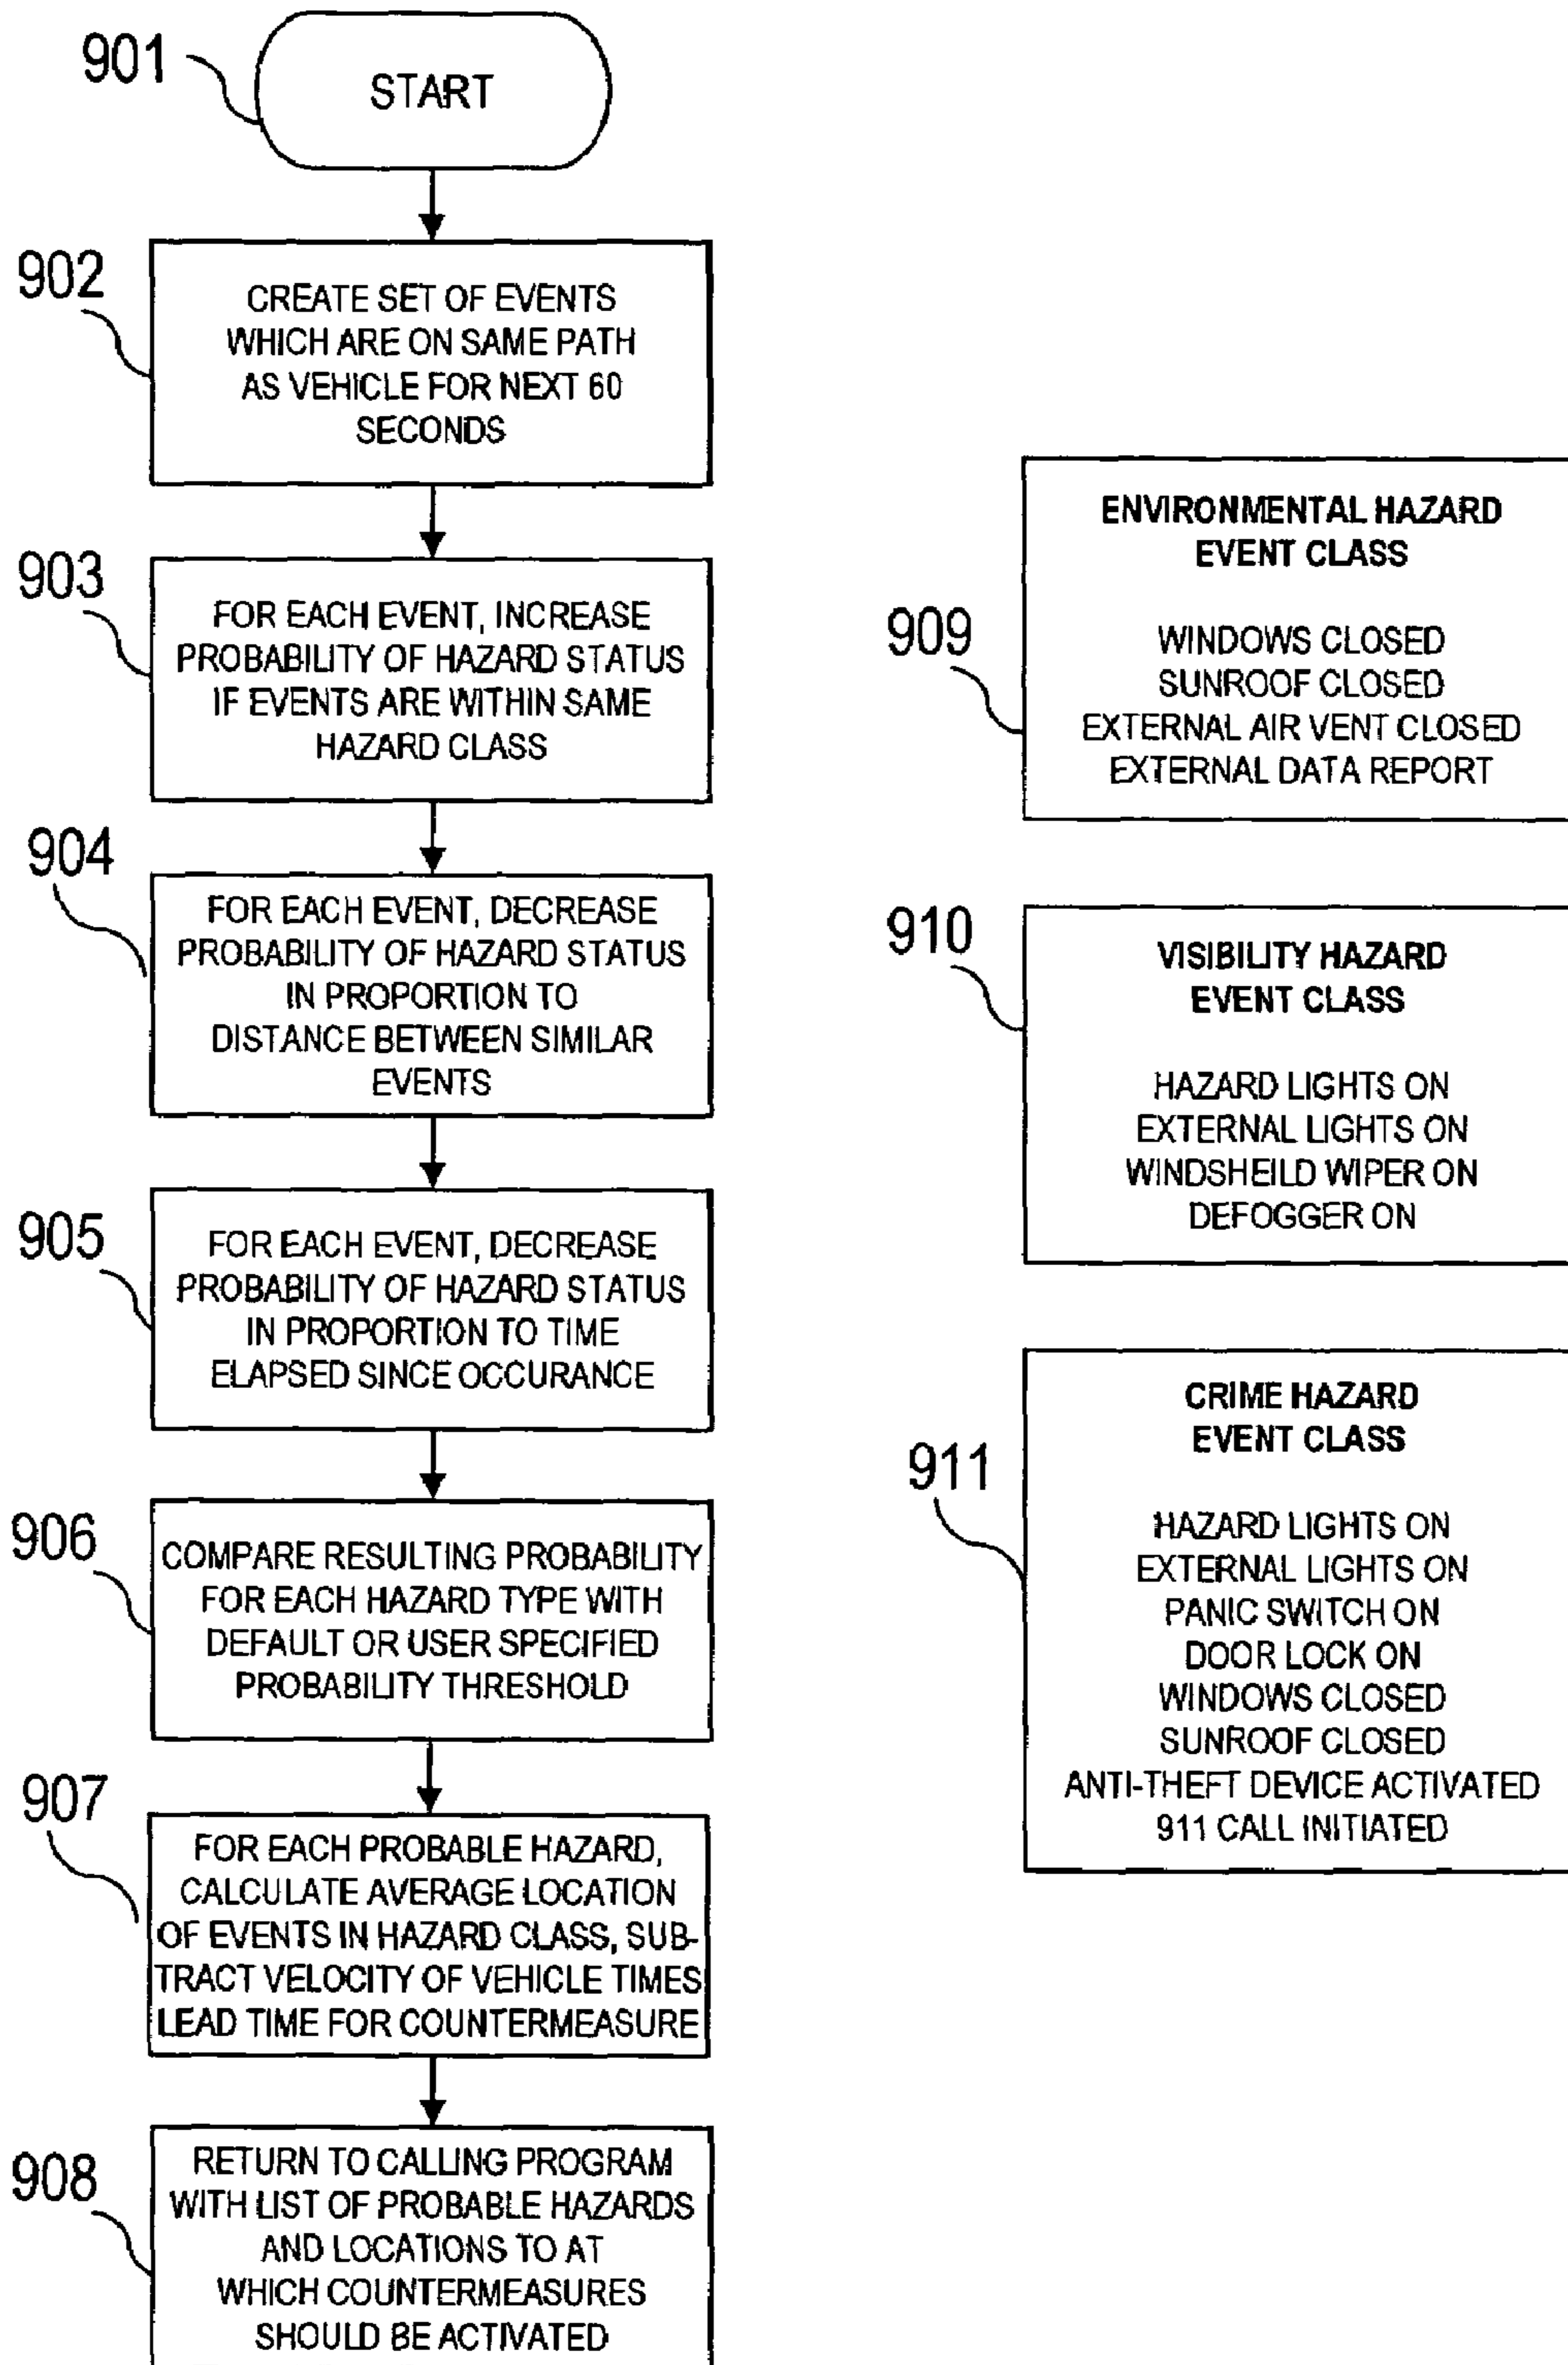 901
START
902
CREATE SET OF EVENTS
WHICH ARE ON SAME PATH
AS VEHICLE FOR NEXT 60
SECONDS
903
FOR EACH EVENT, INCREASE
PROBABILITY OF HAZARD STATUS
IF EVENTS ARE WITHIN SAME
HAZARD CLASS
904
FOR EACH EVENT, DECREASE
PROBABILITY OF HAZARD STATUS
IN PROPORTION TO
DISTANCE BETWEEN SIMILAR
EVENTS
905
FOR EACH EVENT, DECREASE
PROBABILITY OF HAZARD STATUS
IN PROPORTION TO TIME
ELAPSED SINCE OCCURANCE
906
COMPARE RESULTING PROBABILITY
FOR EACH HAZARD TYPE WITH
DEFAULT OR USER SPECIFIED
PROBABILITY THRESHOLD
907
FOR EACH PROBABLE HAZARD,
CALCULATE AVERAGE LOCATION
OF EVENTS IN HAZARD CLASS, SUB-
TRACT VELOCITY OF VEHICLE TIMES
LEAD TIME FOR COUNTERMEASURE
908
RETURN TO CALLING PROGRAM
WITH LIST OF PROBABLE HAZARDS
AND LOCATIONS TO AT
WHICH COUNTERMEASURES
SHOULD BE ACTIVATED
909
ENVIRONMENTAL HAZARD
EVENT CLASS
WINDOWS CLOSED
SUNROOF CLOSED
EXTERNAL AIR VENT CLOSED
EXTERNAL DATA REPORT
910
VISIBILITY HAZARD
EVENT CLASS
HAZARD LIGHTS ON
EXTERNAL LIGHTS ON
WINDSHEILD WIPER ON
DEFOGGER ON
911
CRIME HAZARD
EVENT CLASS
HAZARD LIGHTS ON
EXTERNAL LIGHTS ON
PANIC SWITCH ON
DOOR LOCK ON
WINDOWS CLOSED
SUNROOF CLOSED
ANTI-THEFT DEVICE ACTIVATED
911 CALL INITIATED